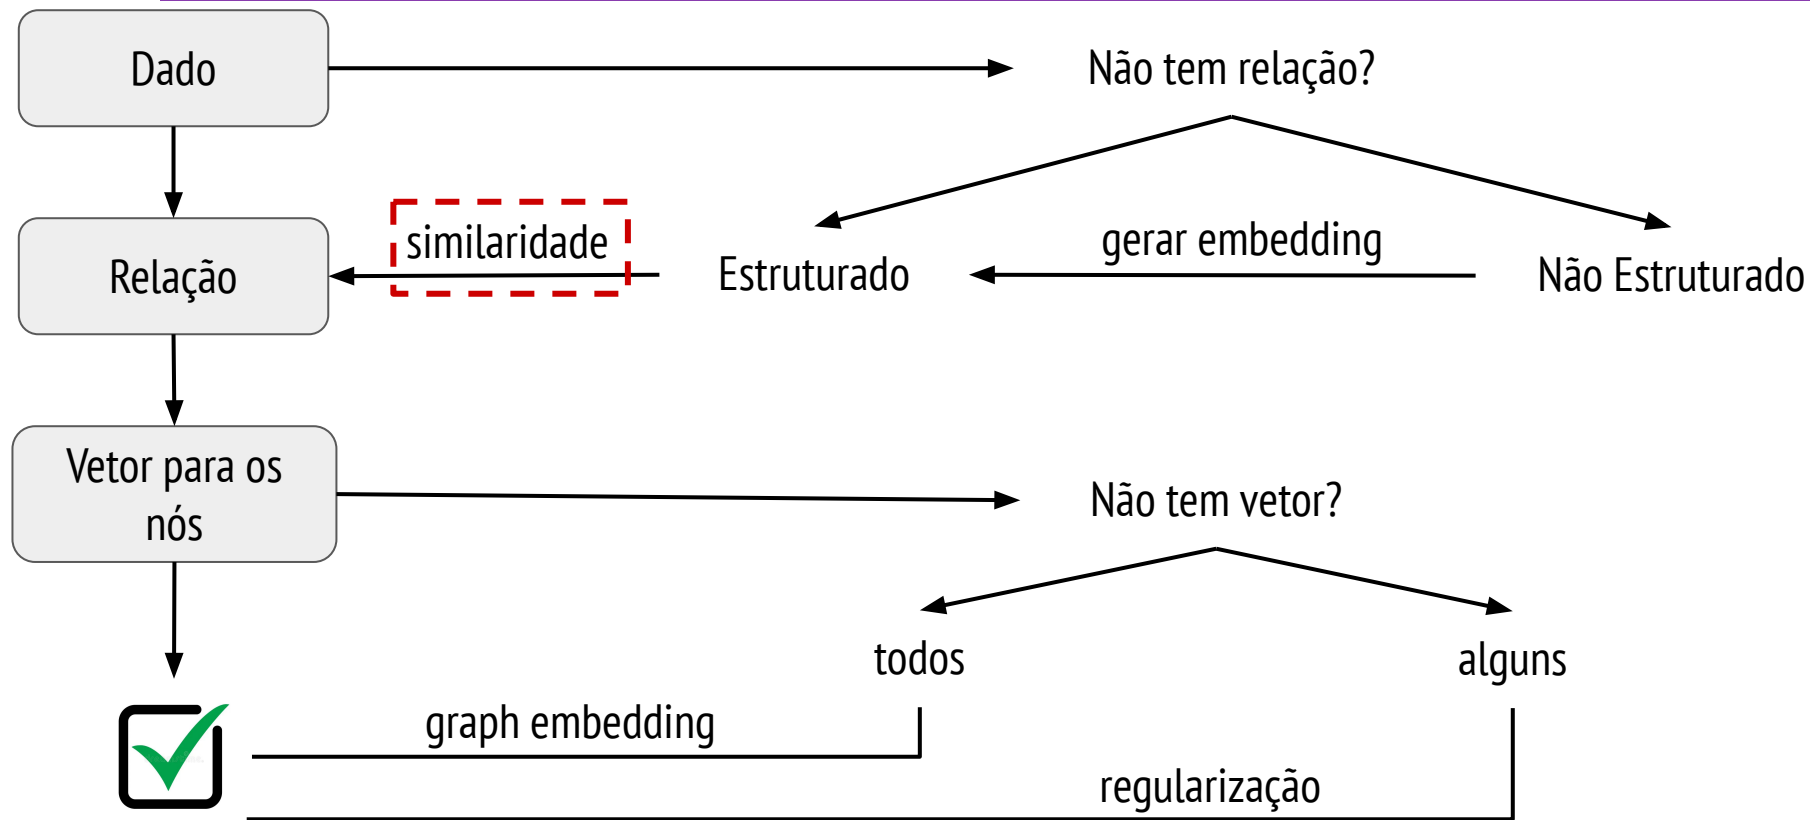 Dado
Não tem relação?
similaridade
gerar embedding
Relação
Estruturado
Não Estruturado
Vetor para os
nós
Não tem vetor?
todos
alguns
graph embedding
regularização